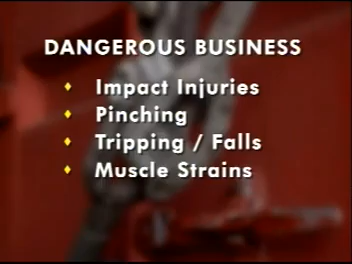 DANGEROUS BUSINESS
Impact Injuries
Pinching
Tripping / Falls
Muscle Strains